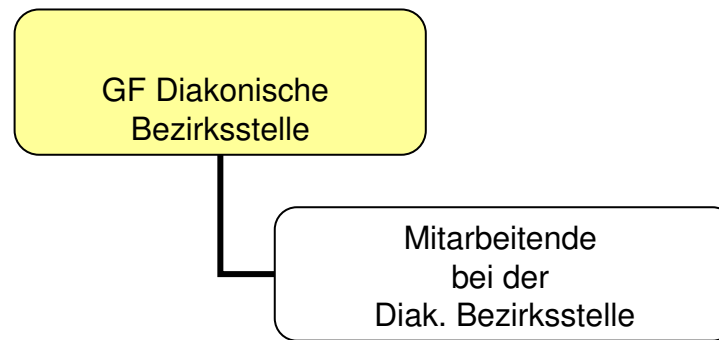 GF Diakonische
Bezirksstelle
Mitarbeitende
bei der
Diak. Bezirksstelle